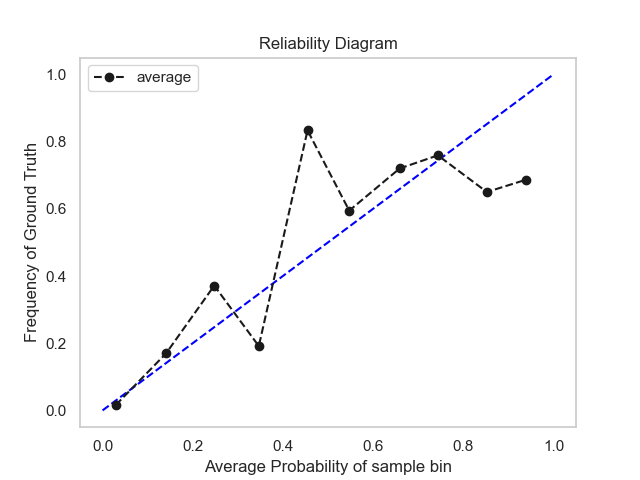 Reliability Diagram
average
Frequency of Ground Truth
1.0
0.8
0.6
0.4
0.2
0.0
0.0 0.2 0.4 0.6 0.8 1.0
Average Probability of sample bin